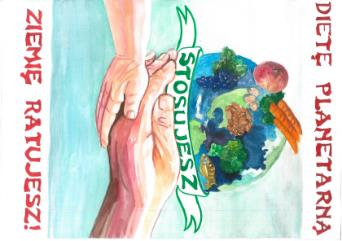 DIETĘ PLANETARNĄ
STOSUJESZ
ZIEMIĘ RATUJESZ!